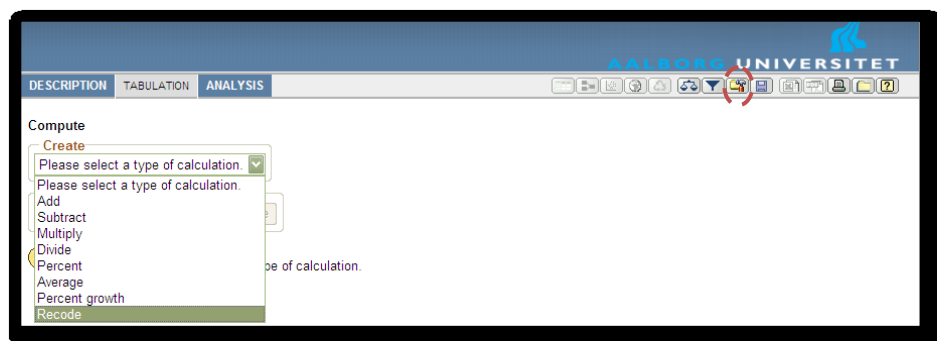 AALBORG UNIVERSITET
DESCRIPTION TABULATION ANALYSIS
Compute
Create
Please select a type of calculation.
Please select a type of calculation.
Add
Subtract
Multiply
Divide
Percent
pe of calculation.
Average
Percent growth
Recode